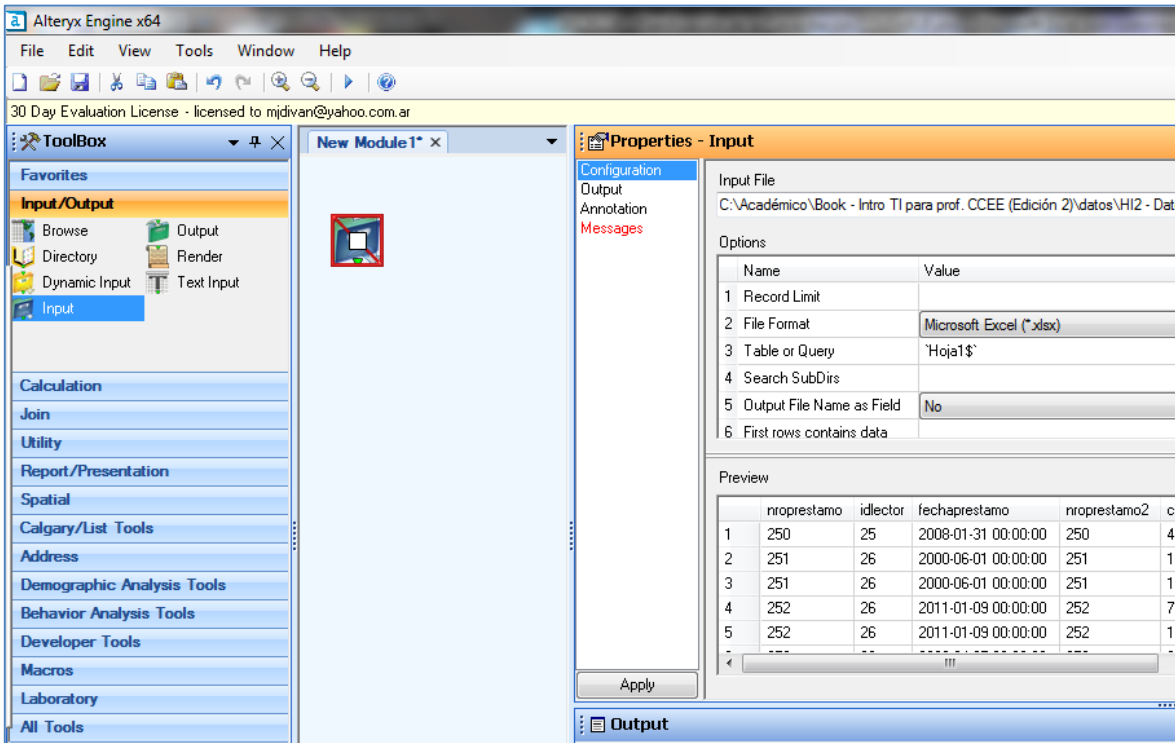 Alteryx Engine x64
File Edit View Tools Window Help
30 Day Evaluation License - licensed to mjdivan@yahoo.com.ar
ToolBox
Favorites
Input/Output
Browse Output
Directory Render
Dynamic Input Text Input
Input
Calculation
Join
Utility
Report/Presentation
Spatial
Calgary/List Tools
Address
Demographic Analysis Tools
Behavior Analysis Tools
Developer Tools
Macros
Laboratory
All Tools
New Module1*
Properties - Input
Configuration
Output
Annotation
Messages
Apply
Input File
C:\Académico\Book - Intro TI para prof. CCEE (Edición 2)\datos\HI2 - Dat
Options
Name Value
1 Record Limit
2 File Format Microsoft Excel (*.xlsx)
3 Table or Query `Hoja1$`
4 Search SubDirs
5 Output File Name as Field No
6 First rows contains data
Preview
nroprestamo idlector fechaprestamo nroprestamo2 c
1 250 25 2008-01-31 00:00:00 250 4
2 251 26 2000-06-01 00:00:00 251 1
3 251 26 2000-06-01 00:00:00 251 1
4 252 26 2011-01-09 00:00:00 252 7
5 252 26 2011-01-09 00:00:00 252 1
Output